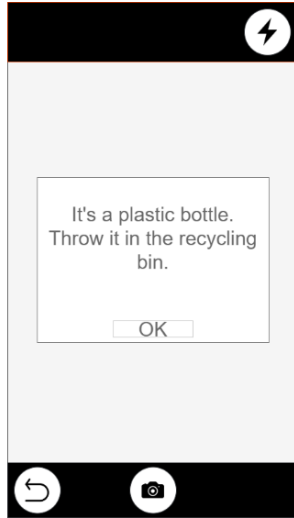 It's a plastic bottle.
Throw it in the recycling
bin.
OK